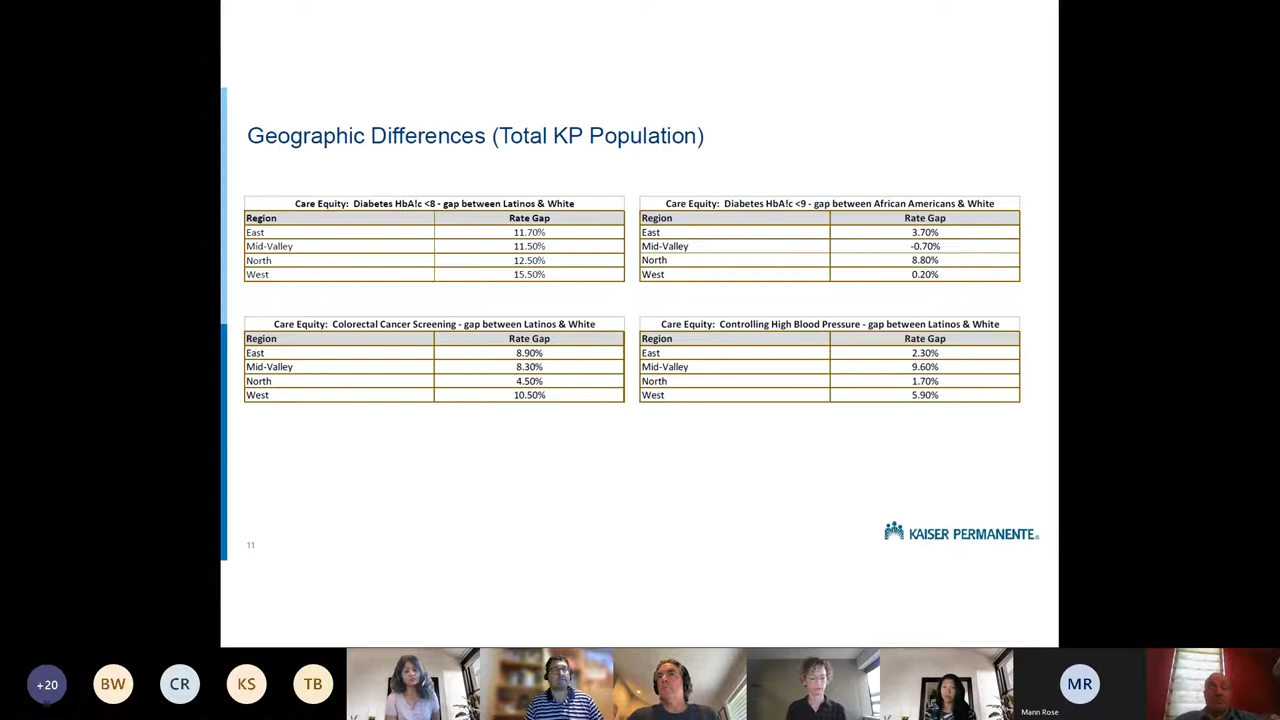 Geographic Differences (Total KP Population)
Care Equity: Diabetes HbA!c <8 - gap between Latinos & White
Region Rate Gap
East 11.70%
Mid-Valley 11.50%
North 12.50%
West 15.50%
Care Equity: Diabetes HbA!c <9 - gap between African Americans & White
Region Rate Gap
East 3.70%
Mid-Valley -0.70%
North 8.80%
West 0.20%
Care Equity: Colorectal Cancer Screening - gap between Latinos & White
Region Rate Gap
East 8.90%
Mid-Valley 8.30%
North 4.50%
West 10.50%
Care Equity: Controlling High Blood Pressure - gap between Latinos & White
Region Rate Gap
East 2.30%
Mid-Valley 9.60%
North 1.70%
West 5.90%
KAISER PERMANENTE®
11
+20 BW CR KS TB MR
Mann Rose